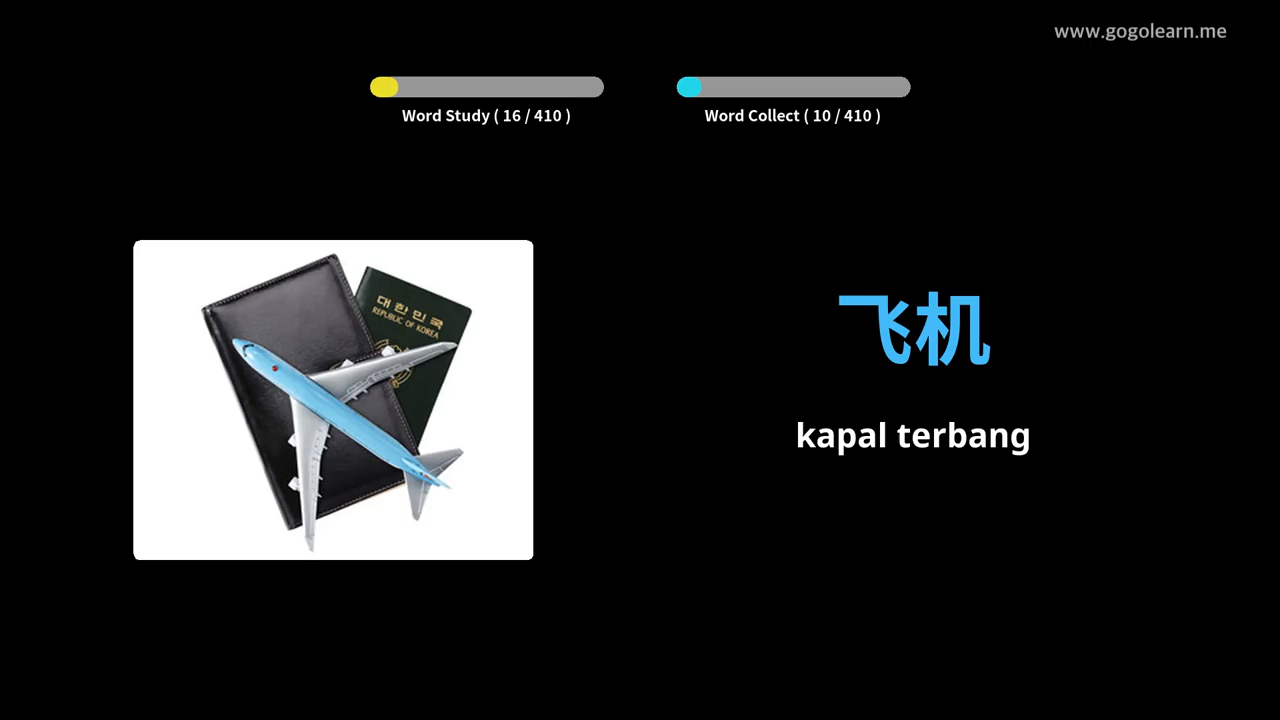 www.gogolearn.me
Word Study ( 16 / 410 )
Word Collect ( 10 / 410 )
대한민국
REPUBLIC OF KOREA
飞机
kapal terbang